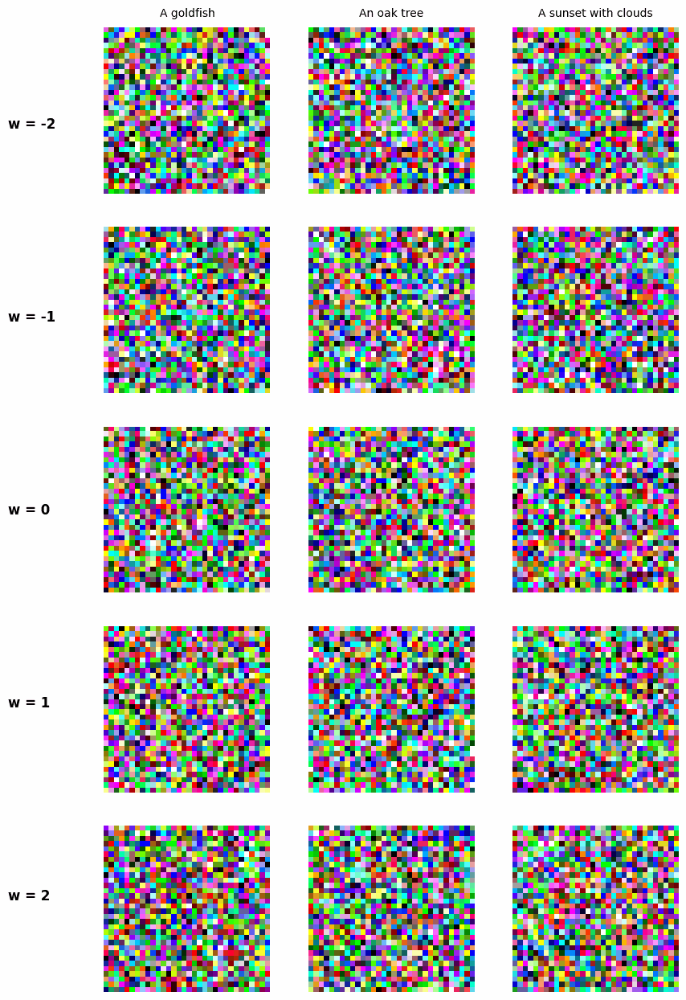 A goldfish An oak tree A sunset with clouds
w = -2
w = -1
w = 0
w = 1
w = 2